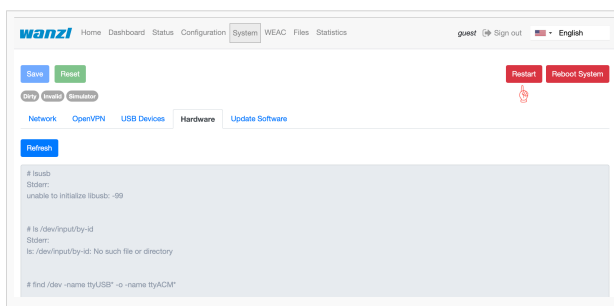 wanzl Home Dashboard Status Configuration System WEAC Files Statistics guest Sign out English
Save Reset Restart Reboot System
Dirty Invalid Simulator
Network OpenVPN USB Devices Hardware Update Software
Refresh
# lsusb
Stderr:
unable to initialize libusb: -99
# ls /dev/input/by-id
Stderr:
ls: /dev/input/by-id: No such file or directory
# find /dev -name ttyUSB* -o -name ttyACM*